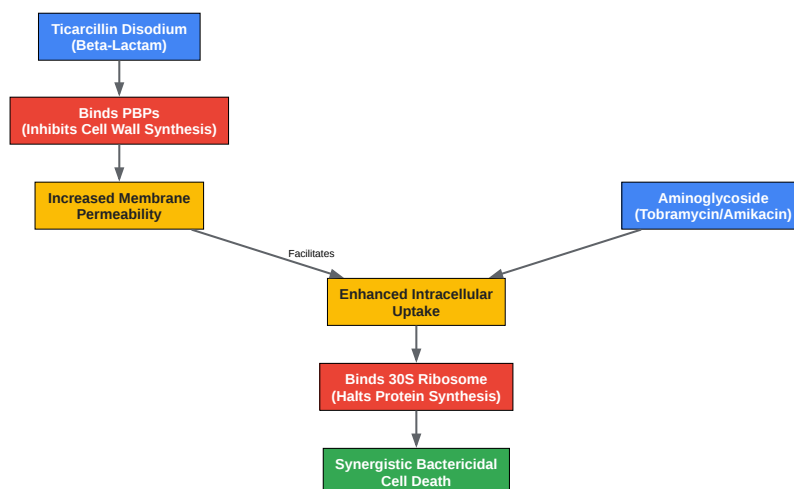 Ticarcillin Disodium
(Beta-Lactam)
Binds PBPs
(Inhibits Cell Wall Synthesis)
Increased Membrane
Permeability
Aminoglycoside
(Tobramycin/Amikacin)
Facilitates
Enhanced Intracellular
Uptake
Binds 30S Ribosome
(Halts Protein Synthesis)
Synergistic Bactericidal
Cell Death